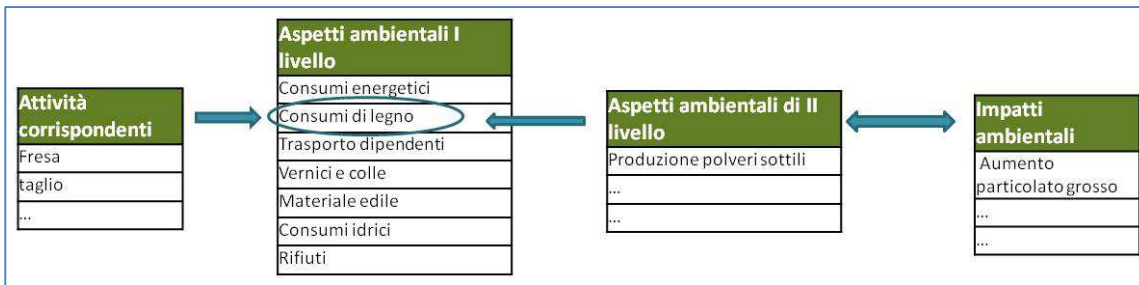 Attività
corrispondenti
Fresa
taglio
...
Aspetti ambientali I
livello
Consumi energetici
Consumi di legno
Trasporto dipendenti
Vernici e colle
Materiale edile
Consumi idrici
Rifiuti
Aspetti ambientali di II
livello
Produzione polveri sottili
...
...
Impatti
ambientali
Aumento
particolato grosso
...
...